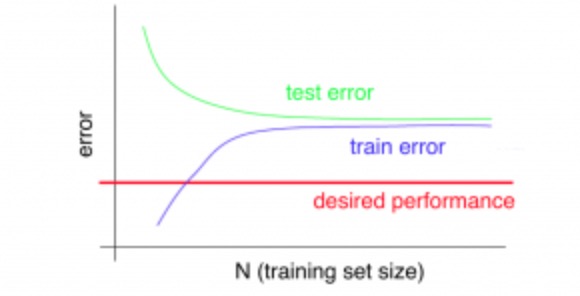 test error
error
train error
desired performance
N (training set size)